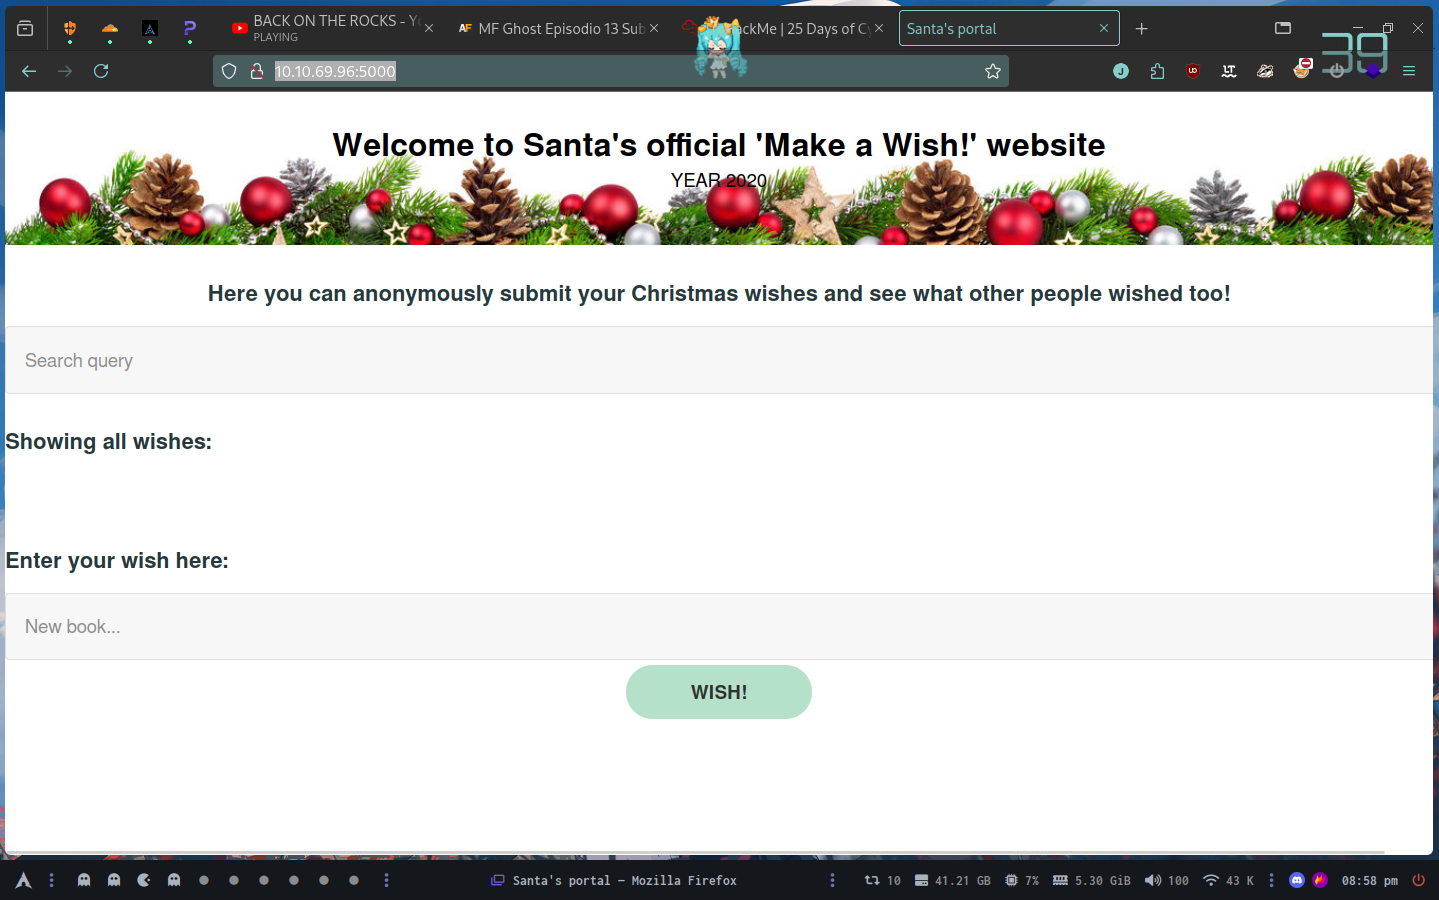 BACK ON THE ROCKS - Y
PLAYING
MF Ghost Episodio 13 Sub
ackMe | 25 Days of Cy
Santa's portal
10.10.69.96:5000
39
Welcome to Santa's official 'Make a Wish!' website
YEAR 2020
Here you can anonymously submit your Christmas wishes and see what other people wished too!
Search query
Showing all wishes:
Enter your wish here:
New book...
WISH!
Santa's portal — Mozilla Firefox
10
41.21 GB
7%
5.30 GiB
100
43 K
08:58 pm